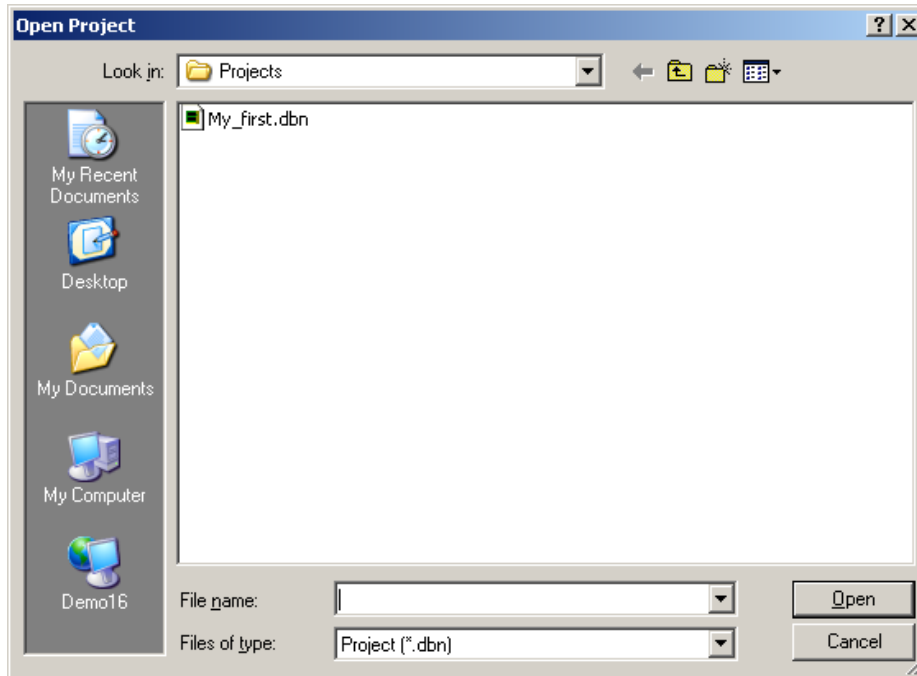 Open Project
Look in:
Projects
My_first.dbn
My Recent
Documents
Desktop
My Documents
My Computer
Demo16
File name:
Open
Files of type:
Project (*.dbn)
Cancel